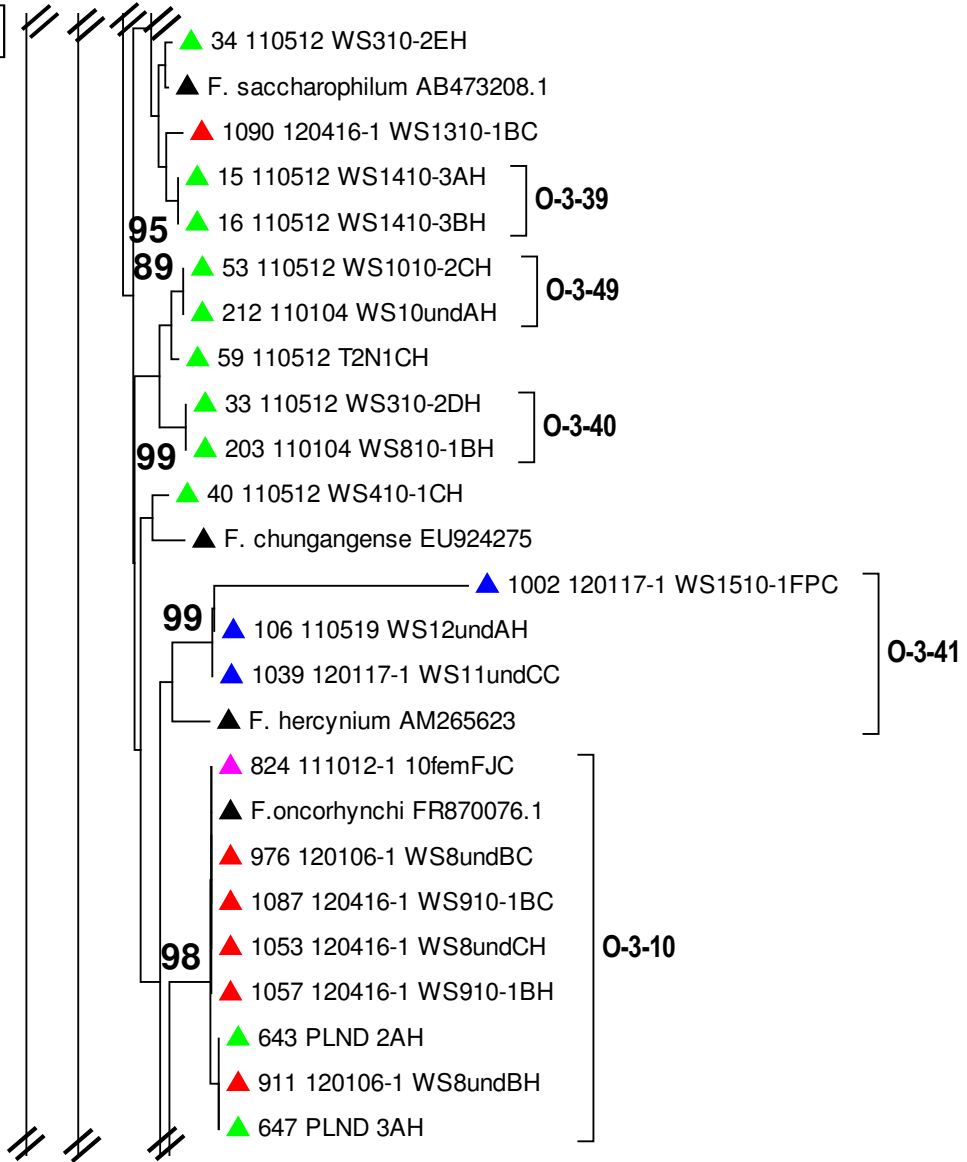 34 110512 WS310-2EH
F. saccharophilum AB473208.1
1090 120416-1 WS1310-1BC
15 110512 WS1410-3AH
O-3-39
16 110512 WS1410-3BH
95
89
53 110512 WS1010-2CH
O-3-49
212 110104 WS10undAH
59 110512 T2N1CH
33 110512 WS310-2DH
O-3-40
203 110104 WS810-1BH
99
40 110512 WS410-1CH
F. chungangense EU924275
1002 120117-1 WS1510-1FPC
99
106 110519 WS12undAH
O-3-41
1039 120117-1 WS11undCC
F. hercynium AM265623
824 111012-1 10femFJC
F.oncorhynchi FR870076.1
976 120106-1 WS8undBC
1087 120416-1 WS910-1BC
98
1053 120416-1 WS8undCH
O-3-10
1057 120416-1 WS910-1BH
643 PLND 2AH
911 120106-1 WS8undBH
647 PLND 3AH